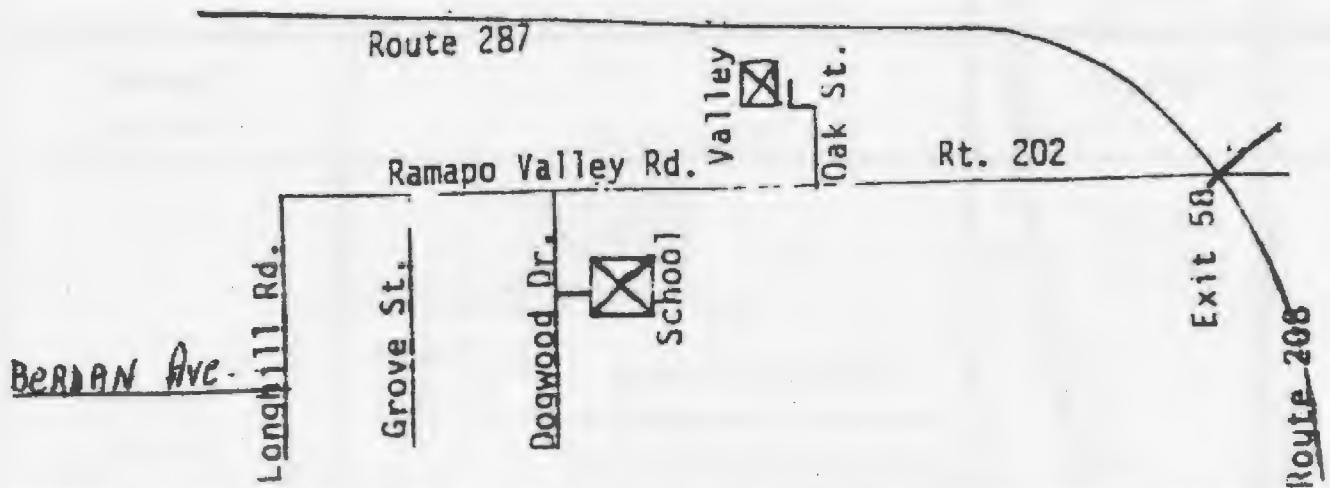 Route 287
Valley
Oak St.
Ramapo Valley Rd.
Rt. 202
Exit 58
Longhill Rd.
Grove St.
Dogwood Dr.
School
BERDAN Ave.
Route 208